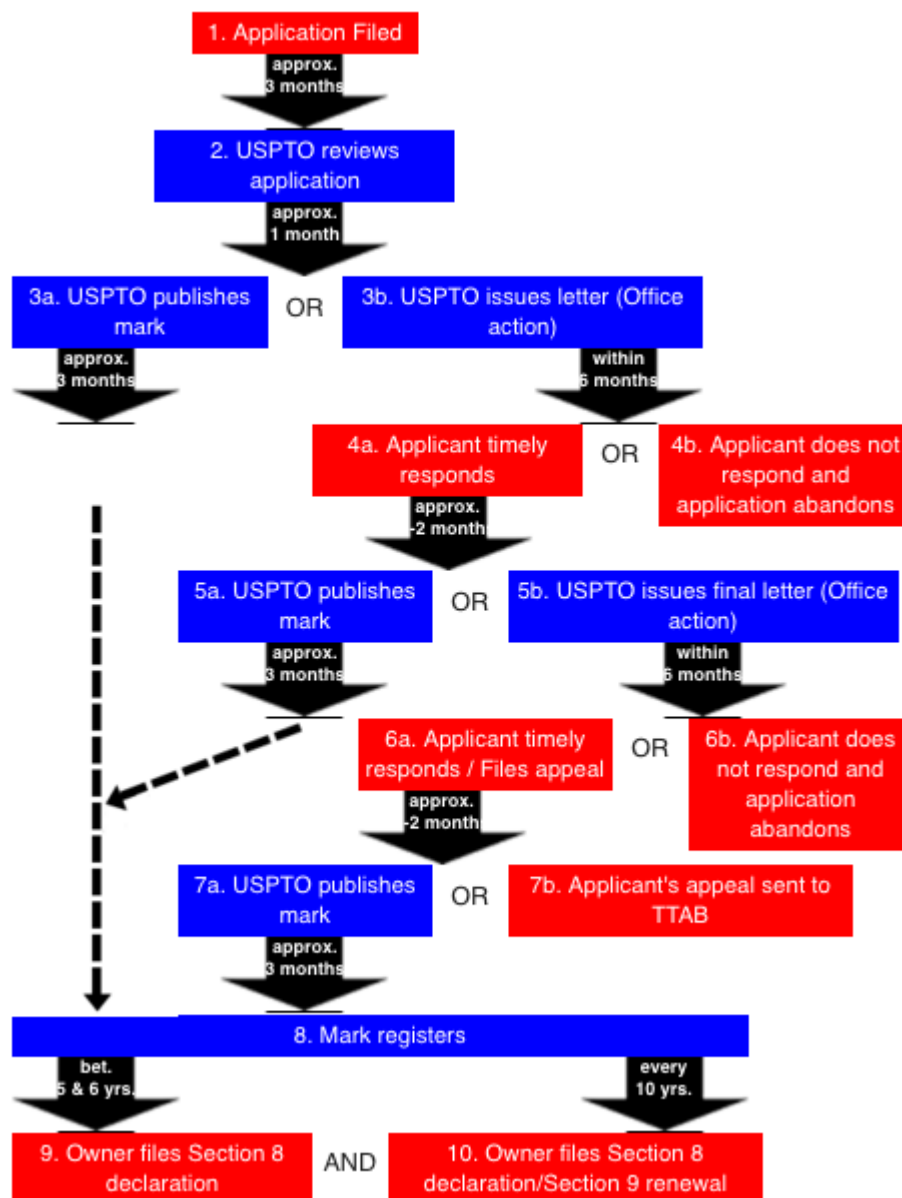 1. Application Filed
approx.
3 months
2. USPTO reviews
application
approx.
1 month
3a. USPTO publishes
mark
OR
3b. USPTO issues letter (Office
action)
approx.
3 months
within
6 months
4a. Applicant timely
responds
OR
4b. Applicant does not
respond and
application abandons
approx.
-2 month
5a. USPTO publishes
mark
OR
5b. USPTO issues final letter (Office
action)
approx.
3 months
within
6 months
6a. Applicant timely
responds / Files appeal
OR
6b. Applicant does
not respond and
application
abandons
approx.
-2 month
7a. USPTO publishes
mark
OR
7b. Applicant's appeal sent to
TTAB
approx.
3 months
8. Mark registers
bet.
5 & 6 yrs.
every
10 yrs.
9. Owner files Section 8
declaration
AND
10. Owner files Section 8
declaration/Section 9 renewal